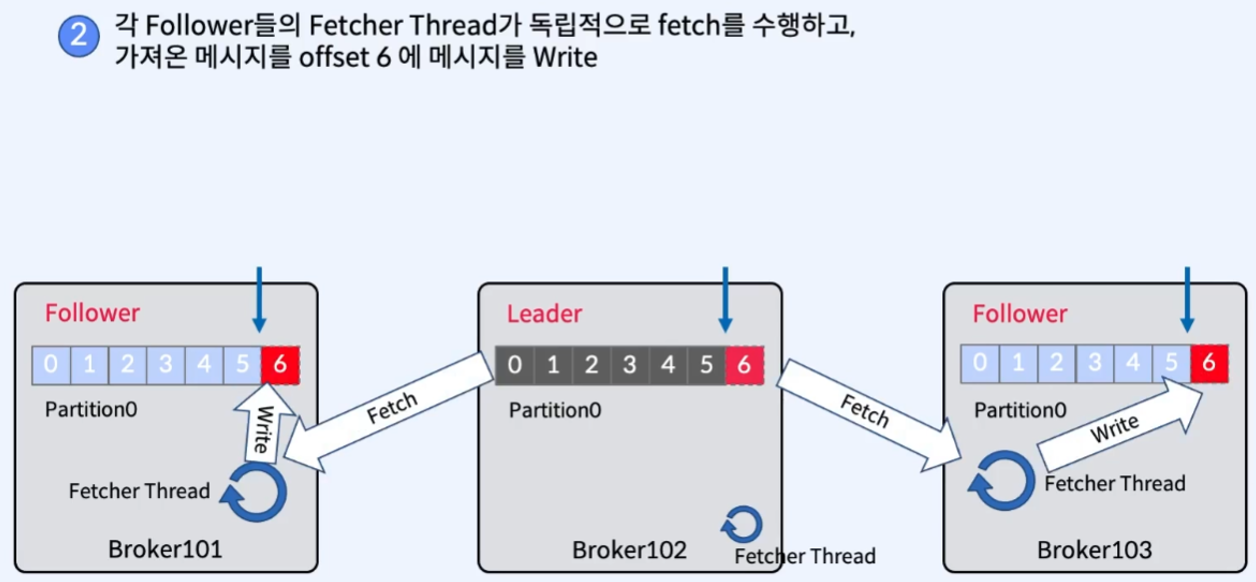 2
각 Follower들의 Fetcher Thread가 독립적으로 fetch를 수행하고,
가져온 메시지를 offset 6 에 메시지를 Write
Follower
0 1 2 3 4 5 6
Partition0
Write
Fetcher Thread
Broker101
Fetch
Leader
0 1 2 3 4 5 6
Partition0
Broker102
Fetcher Thread
Fetch
Follower
0 1 2 3 4 5 6
Partition0
Write
Fetcher Thread
Broker103